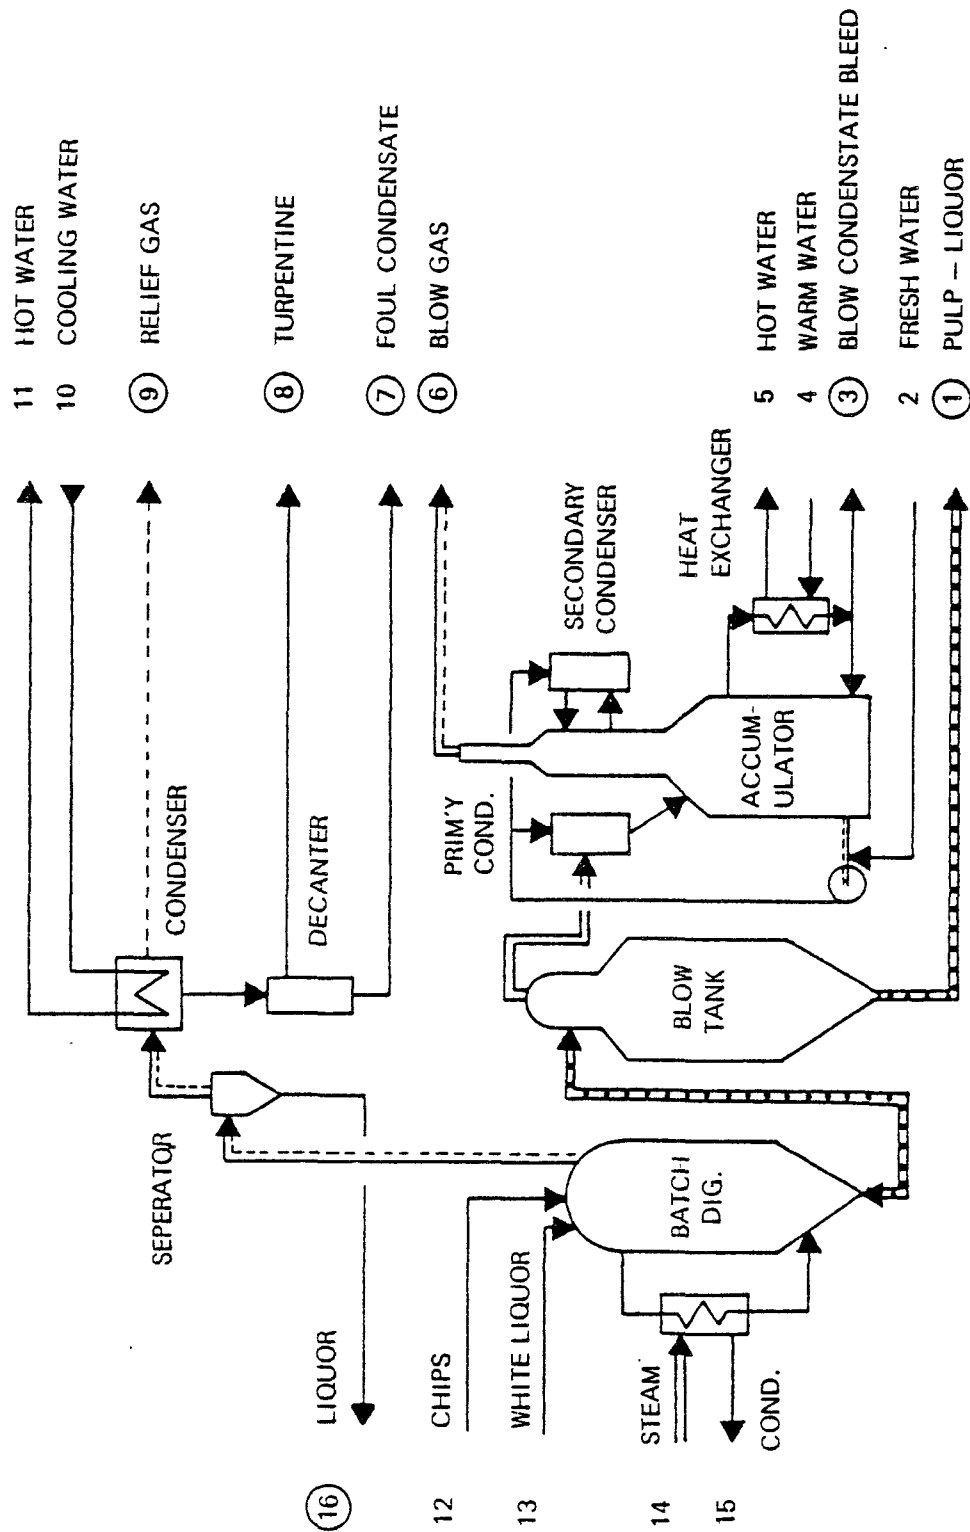 11 HOT WATER
10 COOLING WATER
9 RELIEF GAS
8 TURPENTINE
7 FOUL CONDENSATE
6 BLOW GAS
5 HOT WATER
4 WARM WATER
3 BLOW CONDENSTATE BLEED
2 FRESH WATER
1 PULP – LIQUOR
CONDENSER
DECANTER
SEPERATOR
PRIM'Y
COND.
SECONDARY
CONDENSER
HEAT
EXCHANGER
ACCUM-
ULATOR
BLOW
TANK
BATCH
DIG.
16 LIQUOR
12 CHIPS
13 WHITE LIQUOR
14 STEAM
15 COND.